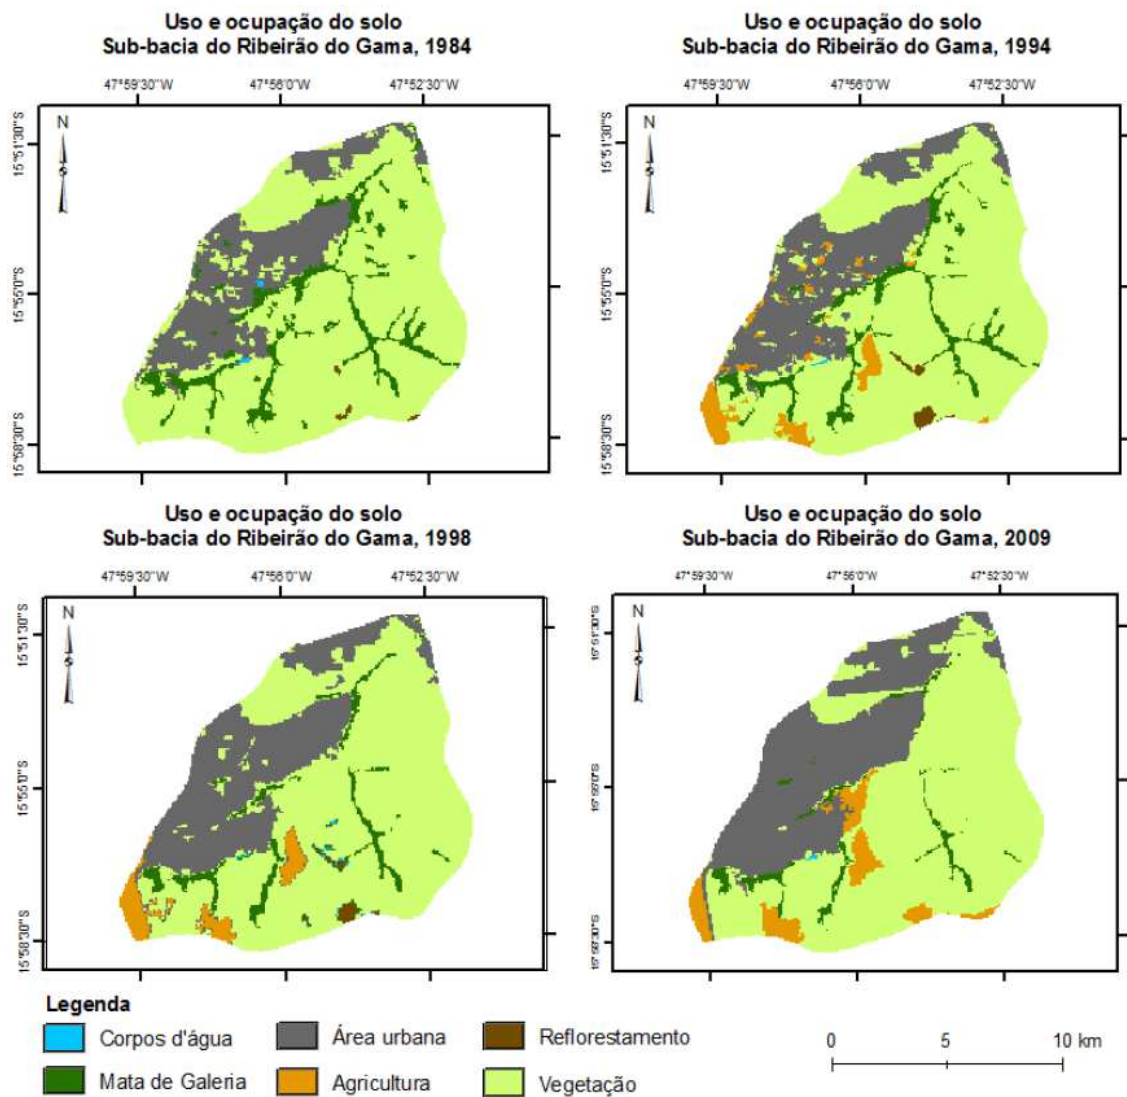 Uso e ocupação do solo
Sub-bacia do Ribeirão do Gama, 1984
47°59'30"W 47°56'0"W 47°52'30"W
N
15°51'30"S
15°55'0"S
15°58'30"S
Uso e ocupação do solo
Sub-bacia do Ribeirão do Gama, 1994
47°59'30"W 47°56'0"W 47°52'30"W
N
15°51'30"S
15°55'0"S
15°58'30"S
Uso e ocupação do solo
Sub-bacia do Ribeirão do Gama, 1998
47°59'30"W 47°56'0"W 47°52'30"W
N
15°51'30"S
15°55'0"S
15°58'30"S
Uso e ocupação do solo
Sub-bacia do Ribeirão do Gama, 2009
47°59'30"W 47°56'0"W 47°52'30"W
N
15°51'30"S
15°55'0"S
15°58'30"S
Legenda
Corpos d'água Área urbana Reflorestamento
Mata de Galeria Agricultura Vegetação
0 5 10 km